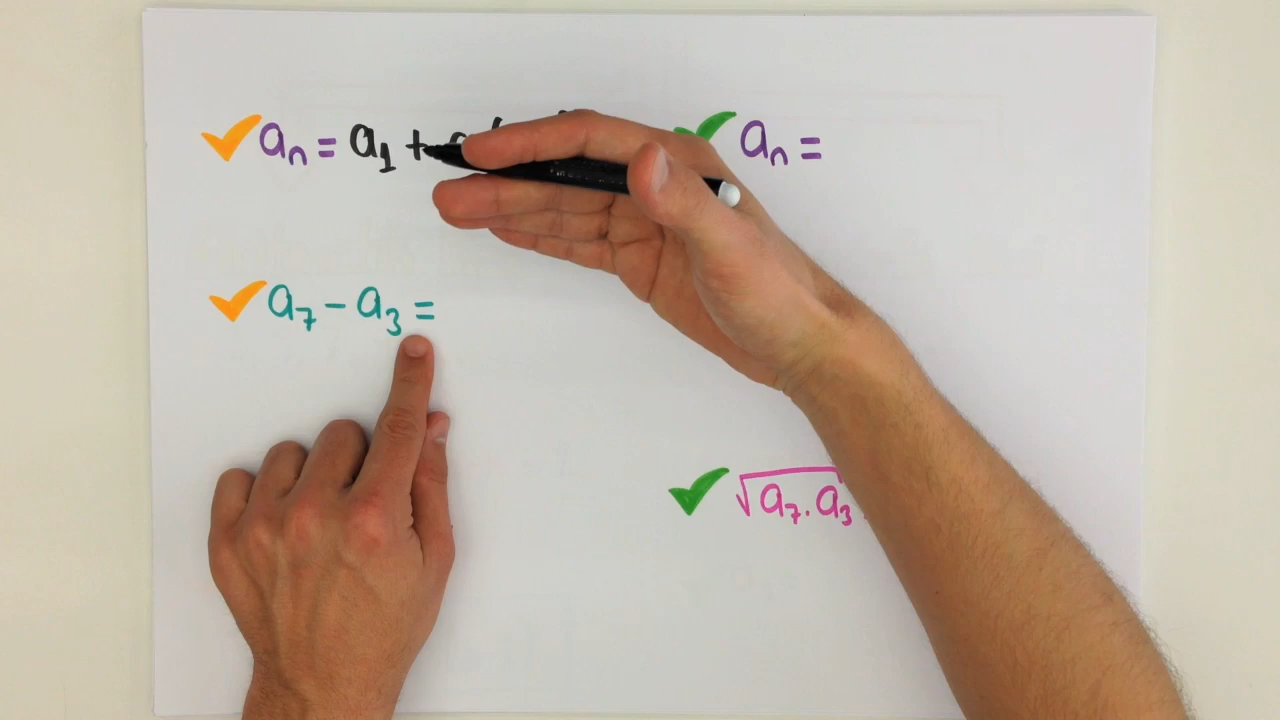 aₙ = a₁ +
aₙ =
a₇ - a₃ =
√a₇.a₃